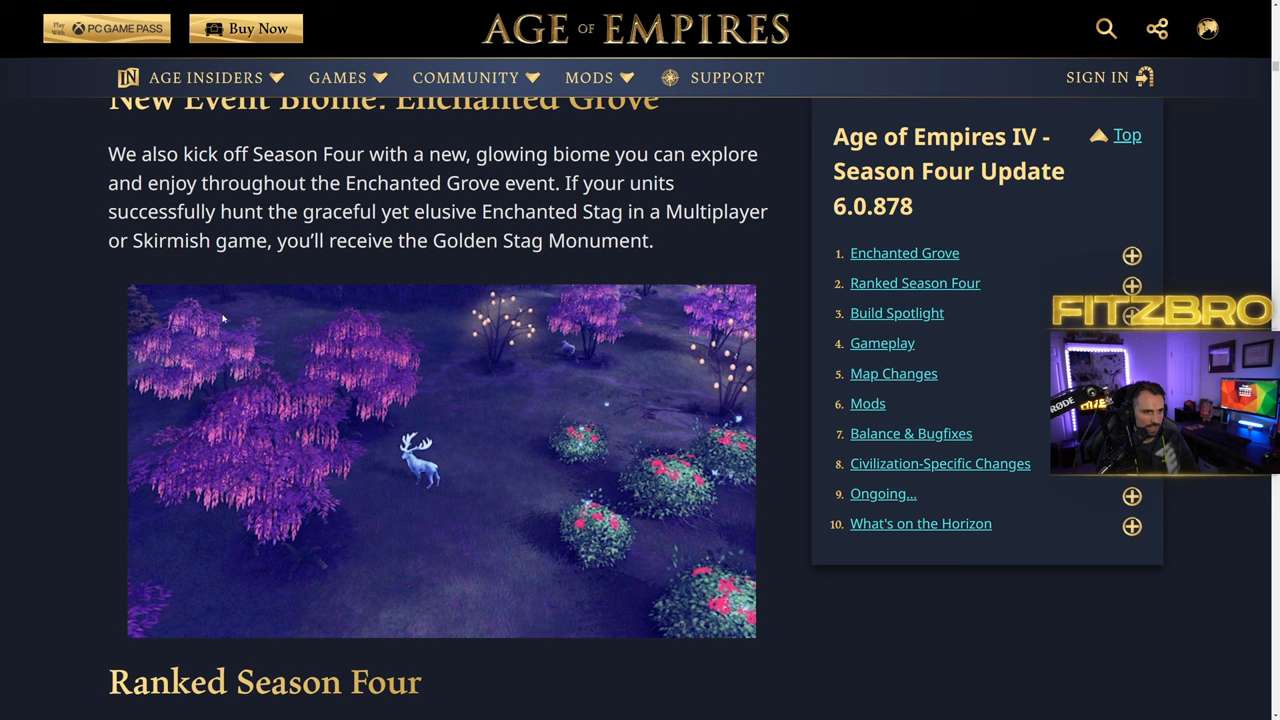 Play With
PC GAME PASS
Buy Now
AGE OF EMPIRES
IN AGE INSIDERS
GAMES
COMMUNITY
MODS
SUPPORT
SIGN IN
New Event Biome: Enchanted Grove
We also kick off Season Four with a new, glowing biome you can explore
and enjoy throughout the Enchanted Grove event. If your units
successfully hunt the graceful yet elusive Enchanted Stag in a Multiplayer
or Skirmish game, you’ll receive the Golden Stag Monument.
Ranked Season Four
Age of Empires IV -
Season Four Update
6.0.878
Top
1. Enchanted Grove
2. Ranked Season Four
3. Build Spotlight
4. Gameplay
5. Map Changes
6. Mods
7. Balance & Bugfixes
8. Civilization-Specific Changes
9. Ongoing...
10. What's on the Horizon
FITZBRO
RØDE